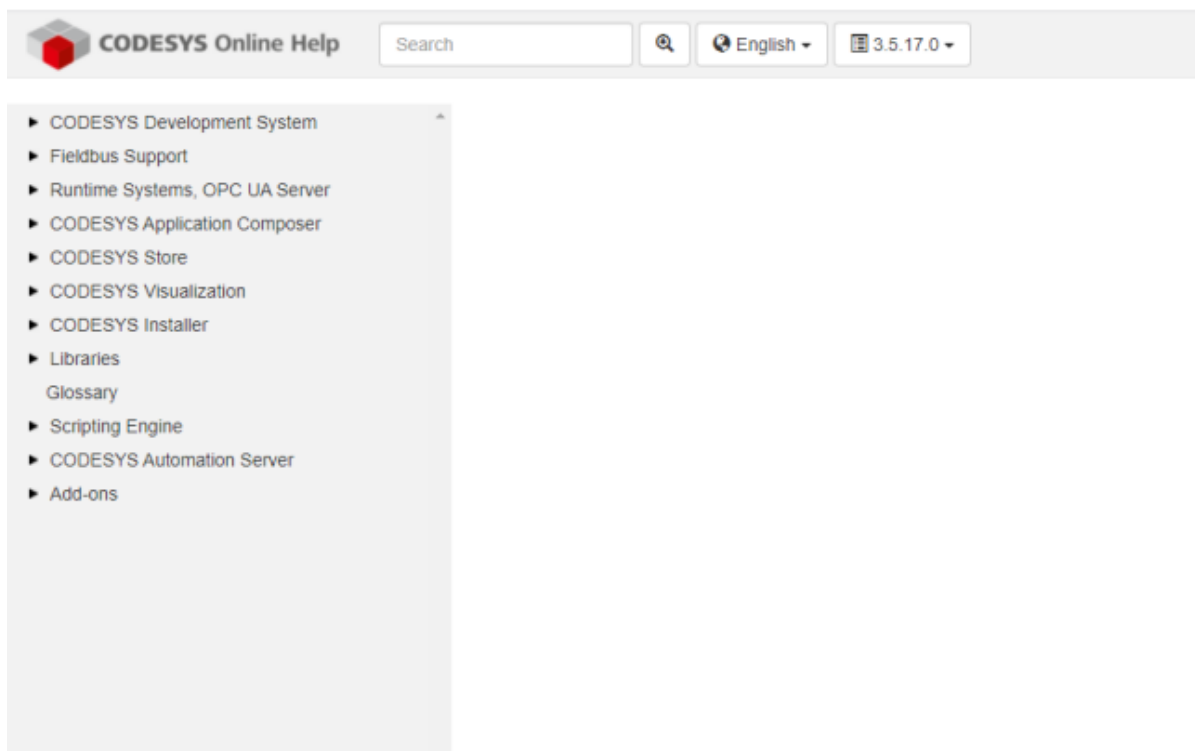 CODESYS Online Help Search English 3.5.17.0
CODESYS Development System
Fieldbus Support
Runtime Systems, OPC UA Server
CODESYS Application Composer
CODESYS Store
CODESYS Visualization
CODESYS Installer
Libraries
Glossary
Scripting Engine
CODESYS Automation Server
Add-ons